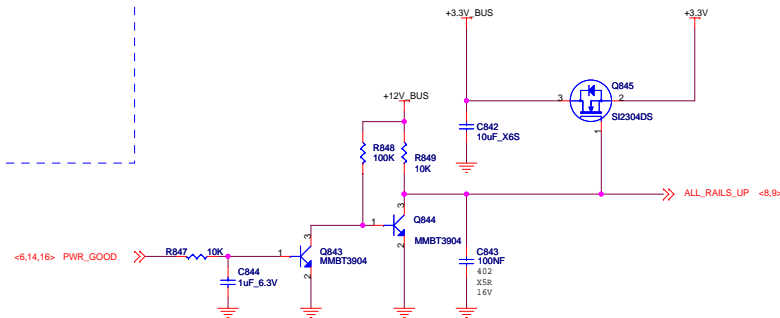 +3.3V_BUS
+3.3V
Q845
3
2
SI2304DS
1
+12V_BUS
C842
10uF_X6S
R848
100K
R849
10K
ALL_RAILS_UP <8,9>
3
1
Q844
2
MMBT3904
3
R847
10K
1
Q843
MMBT3904
2
<6,14,16> PWR_GOOD
C843
100NF
402
X5R
16V
C844
1uF_6.3V